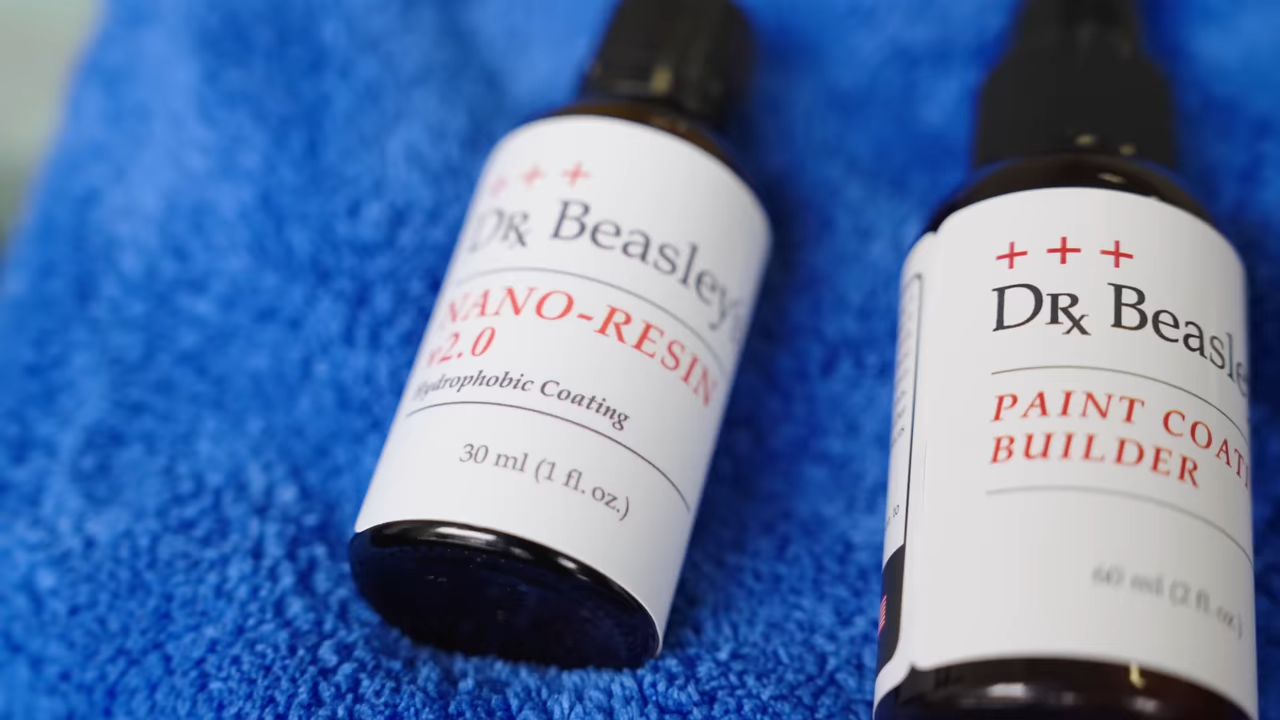 + + +
DRx Beasley's
NANO-RESIN
v2.0
Hydrophobic Coating
30 ml (1 fl. oz.)
+ + +
DRx Beasle
PAINT COATI
BUILDER
60 ml (2 fl. oz.)